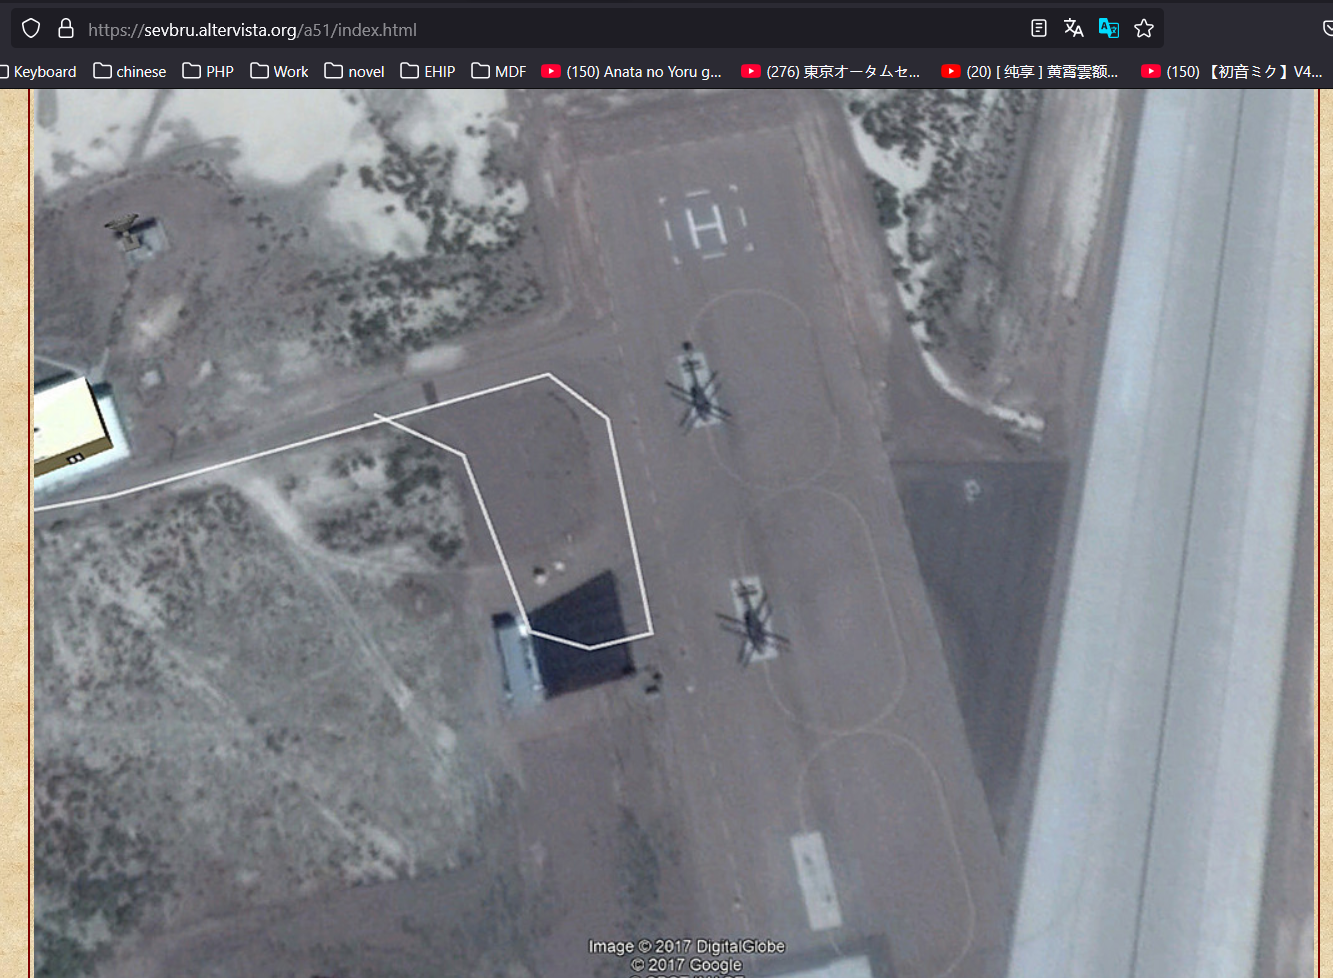 https://sevbru.altervista.org/a51/index.html
Keyboard chinese PHP Work novel EHIP MDF (150) Anata no Yoru g... (276) 東京オータムセ... (20) [ 纯享 ] 黄霄雲额... (150) 【初音ミク】V4...
H
Image © 2017 DigitalGlobe
© 2017 Google